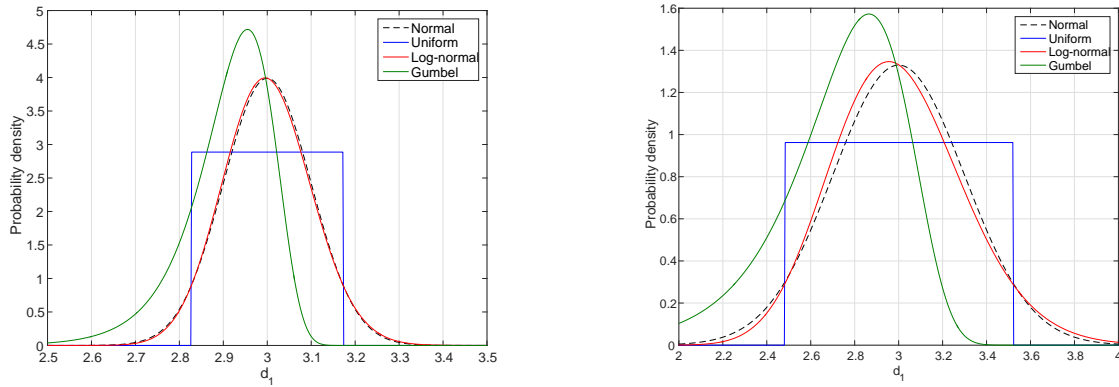 5
4.5
4
3.5
3
2.5
2
1.5
1
0.5
0
Probability density
2.5 2.6 2.7 2.8 2.9 3 3.1 3.2 3.3 3.4 3.5
d1
Normal
Uniform
Log-normal
Gumbel
1.6
1.4
1.2
1
0.8
0.6
0.4
0.2
0
Probability density
2 2.2 2.4 2.6 2.8 3 3.2 3.4 3.6 3.8 4
d1
Normal
Uniform
Log-normal
Gumbel